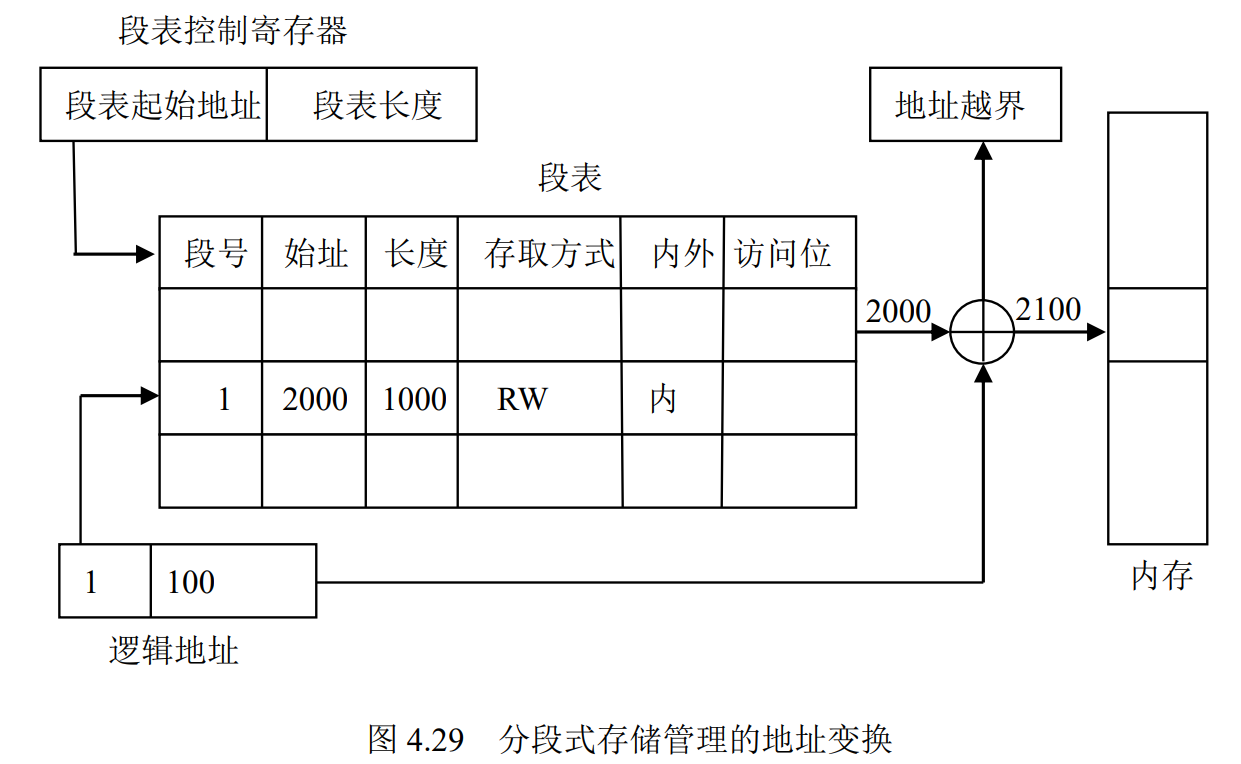 段表控制寄存器
段表起始地址 段表长度
地址越界
段表
段号 始址 长度 存取方式 内外 访问位
2000
2100
1 2000 1000 RW 内
1 100
内存
逻辑地址
图 4.29 分段式存储管理的地址变换